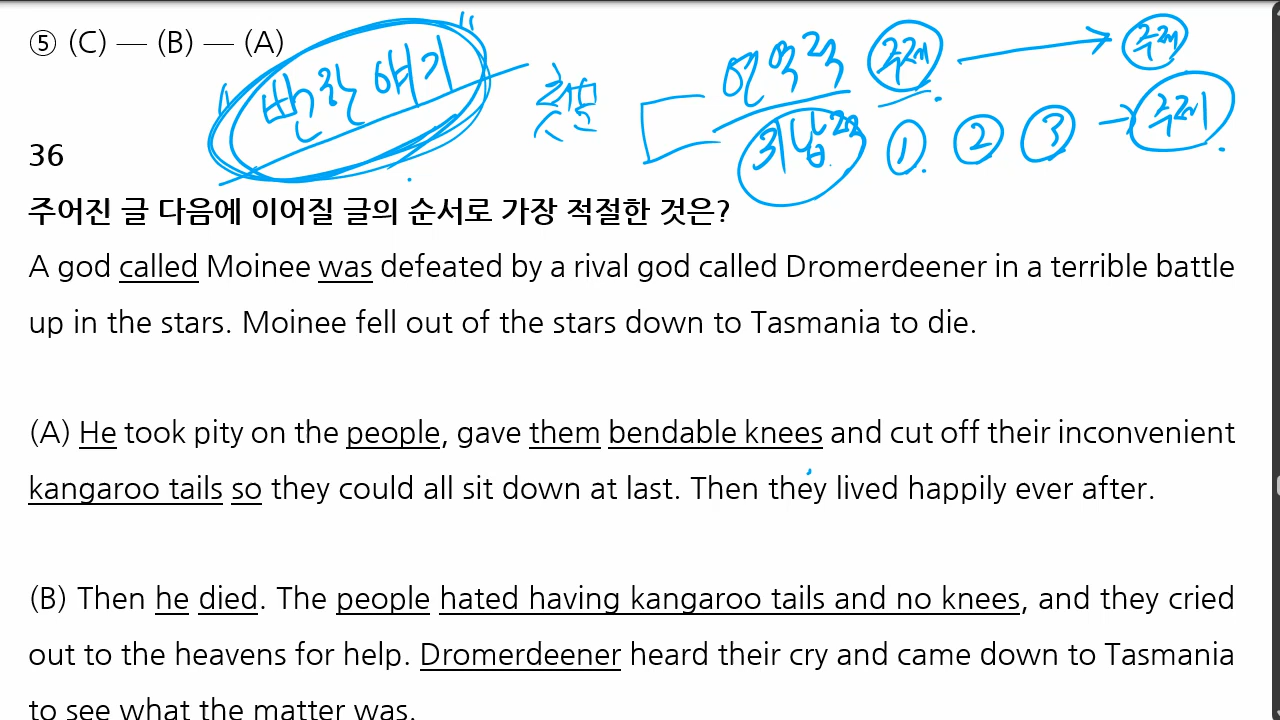 ⑤ (C) — (B) — (A)
"반란 얘기"
첫문
연역적 주제 → 주제
귀납적 ① ② ③ → 주제
36
주어진 글 다음에 이어질 글의 순서로 가장 적절한 것은?
A god called Moinee was defeated by a rival god called Dromerdeener in a terrible battle
up in the stars. Moinee fell out of the stars down to Tasmania to die.
(A) He took pity on the people, gave them bendable knees and cut off their inconvenient
kangaroo tails so they could all sit down at last. Then they lived happily ever after.
(B) Then he died. The people hated having kangaroo tails and no knees, and they cried
out to the heavens for help. Dromerdeener heard their cry and came down to Tasmania
to see what the matter was.